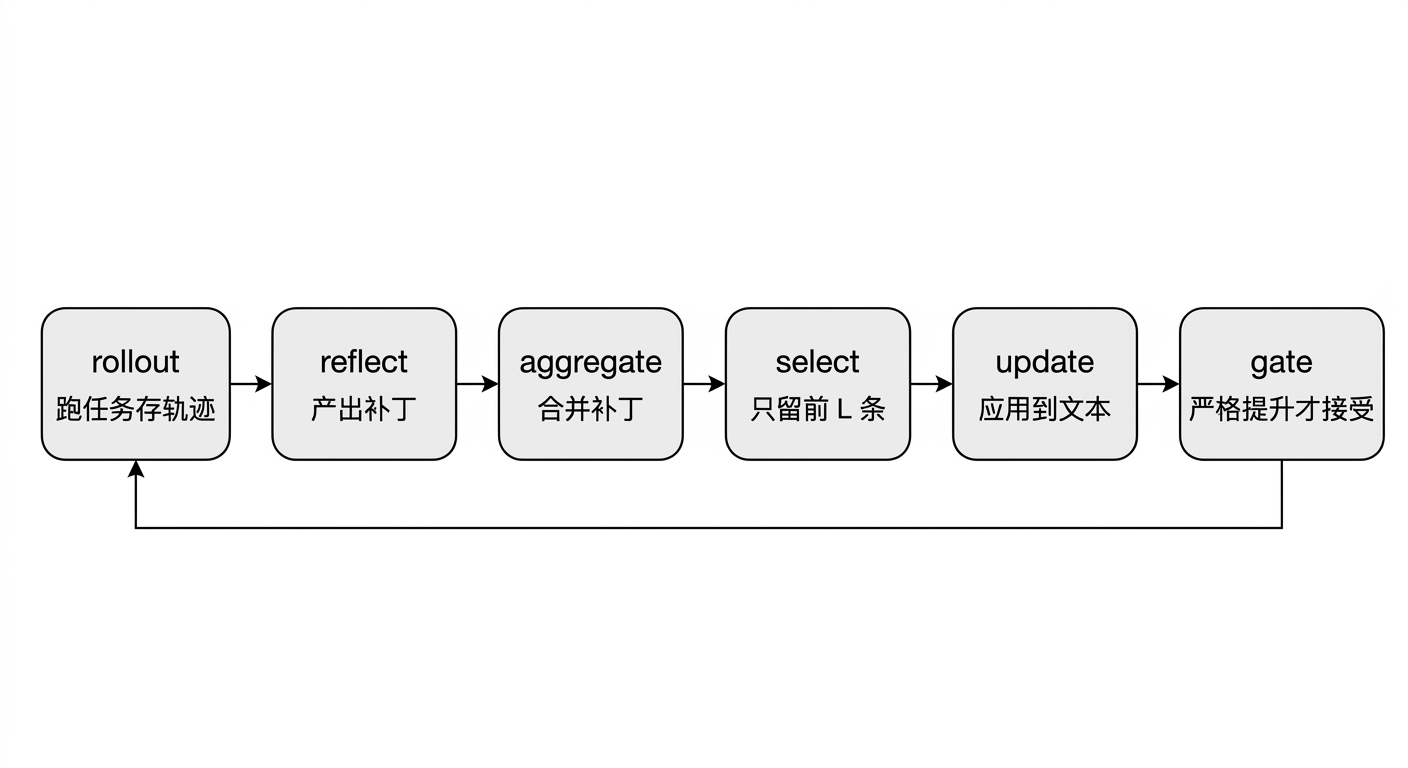 rollout
跑任务存轨迹
reflect
产出补丁
aggregate
合并补丁
select
只留前 L 条
update
应用到文本
gate
严格提升才接受